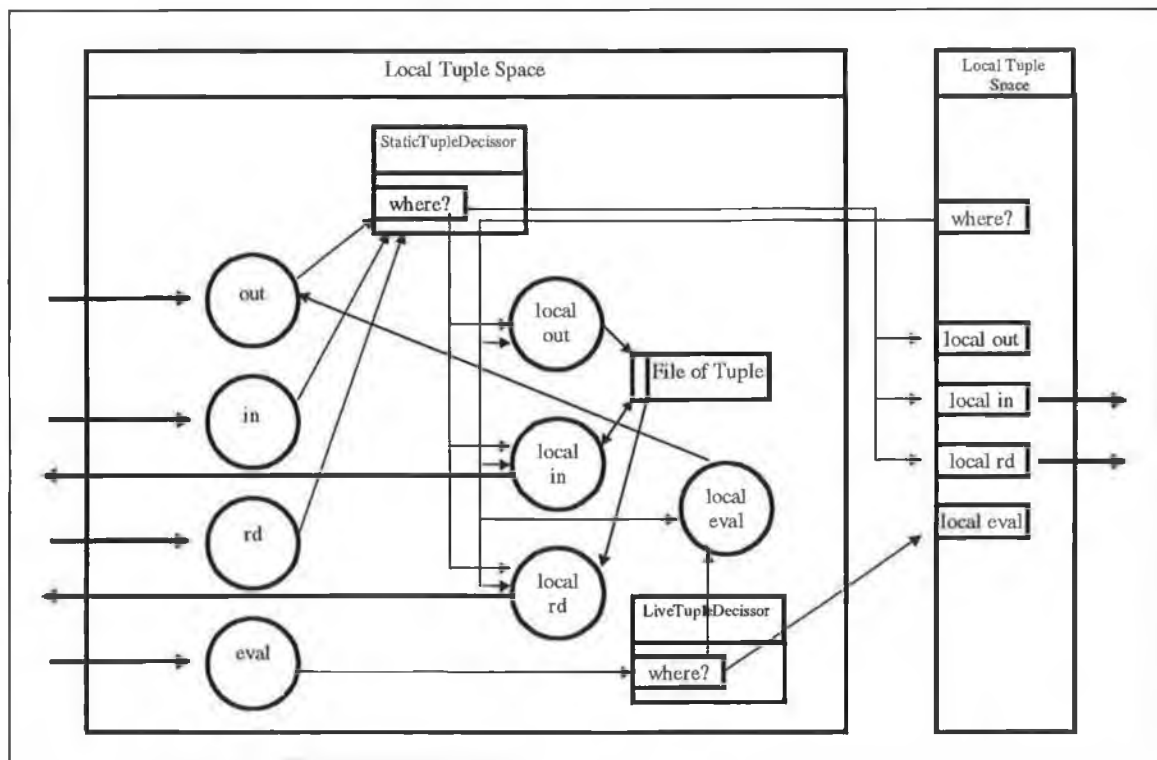 Local Tuple Space
Local Tuple
Space
StaticTupleDecissor
where?
where?
out
local
out
local out
File of Tuple
in
local in
local
in
local rd
local
eval
rd
local eval
local
rd
LiveTupleDecissor
eval
where?